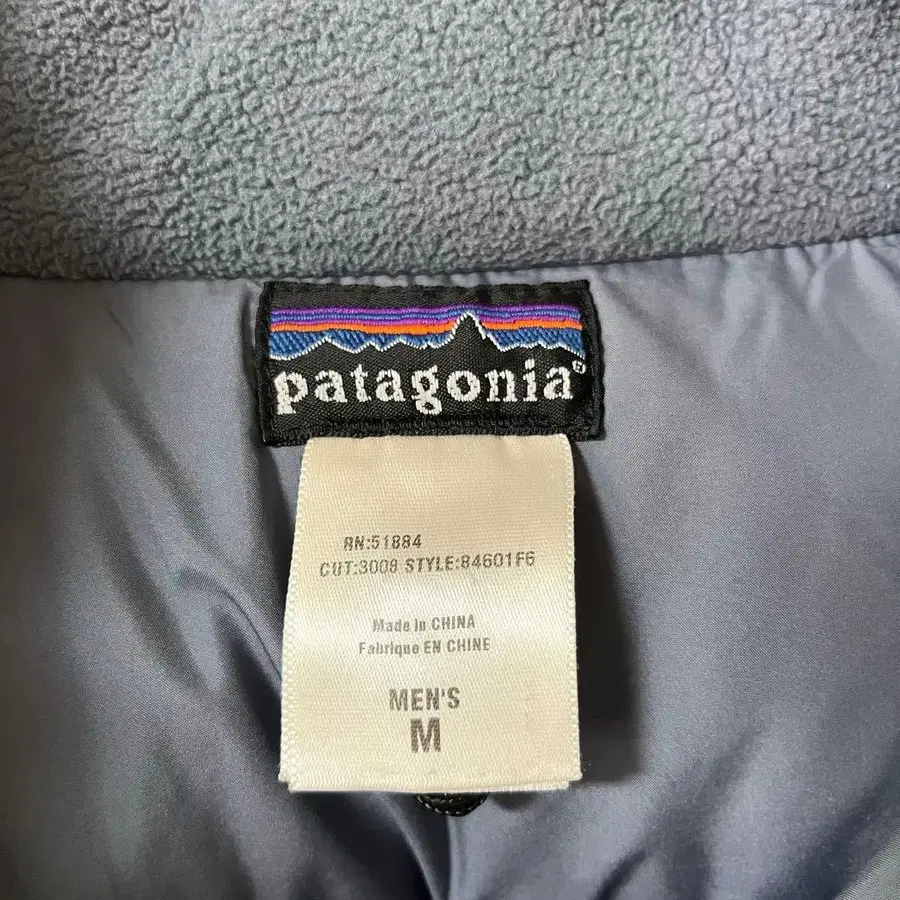 patagonia®
RN:51884
CUT:3008 STYLE:84601F6
Made in CHINA
Fabrique EN CHINE
MEN'S
M